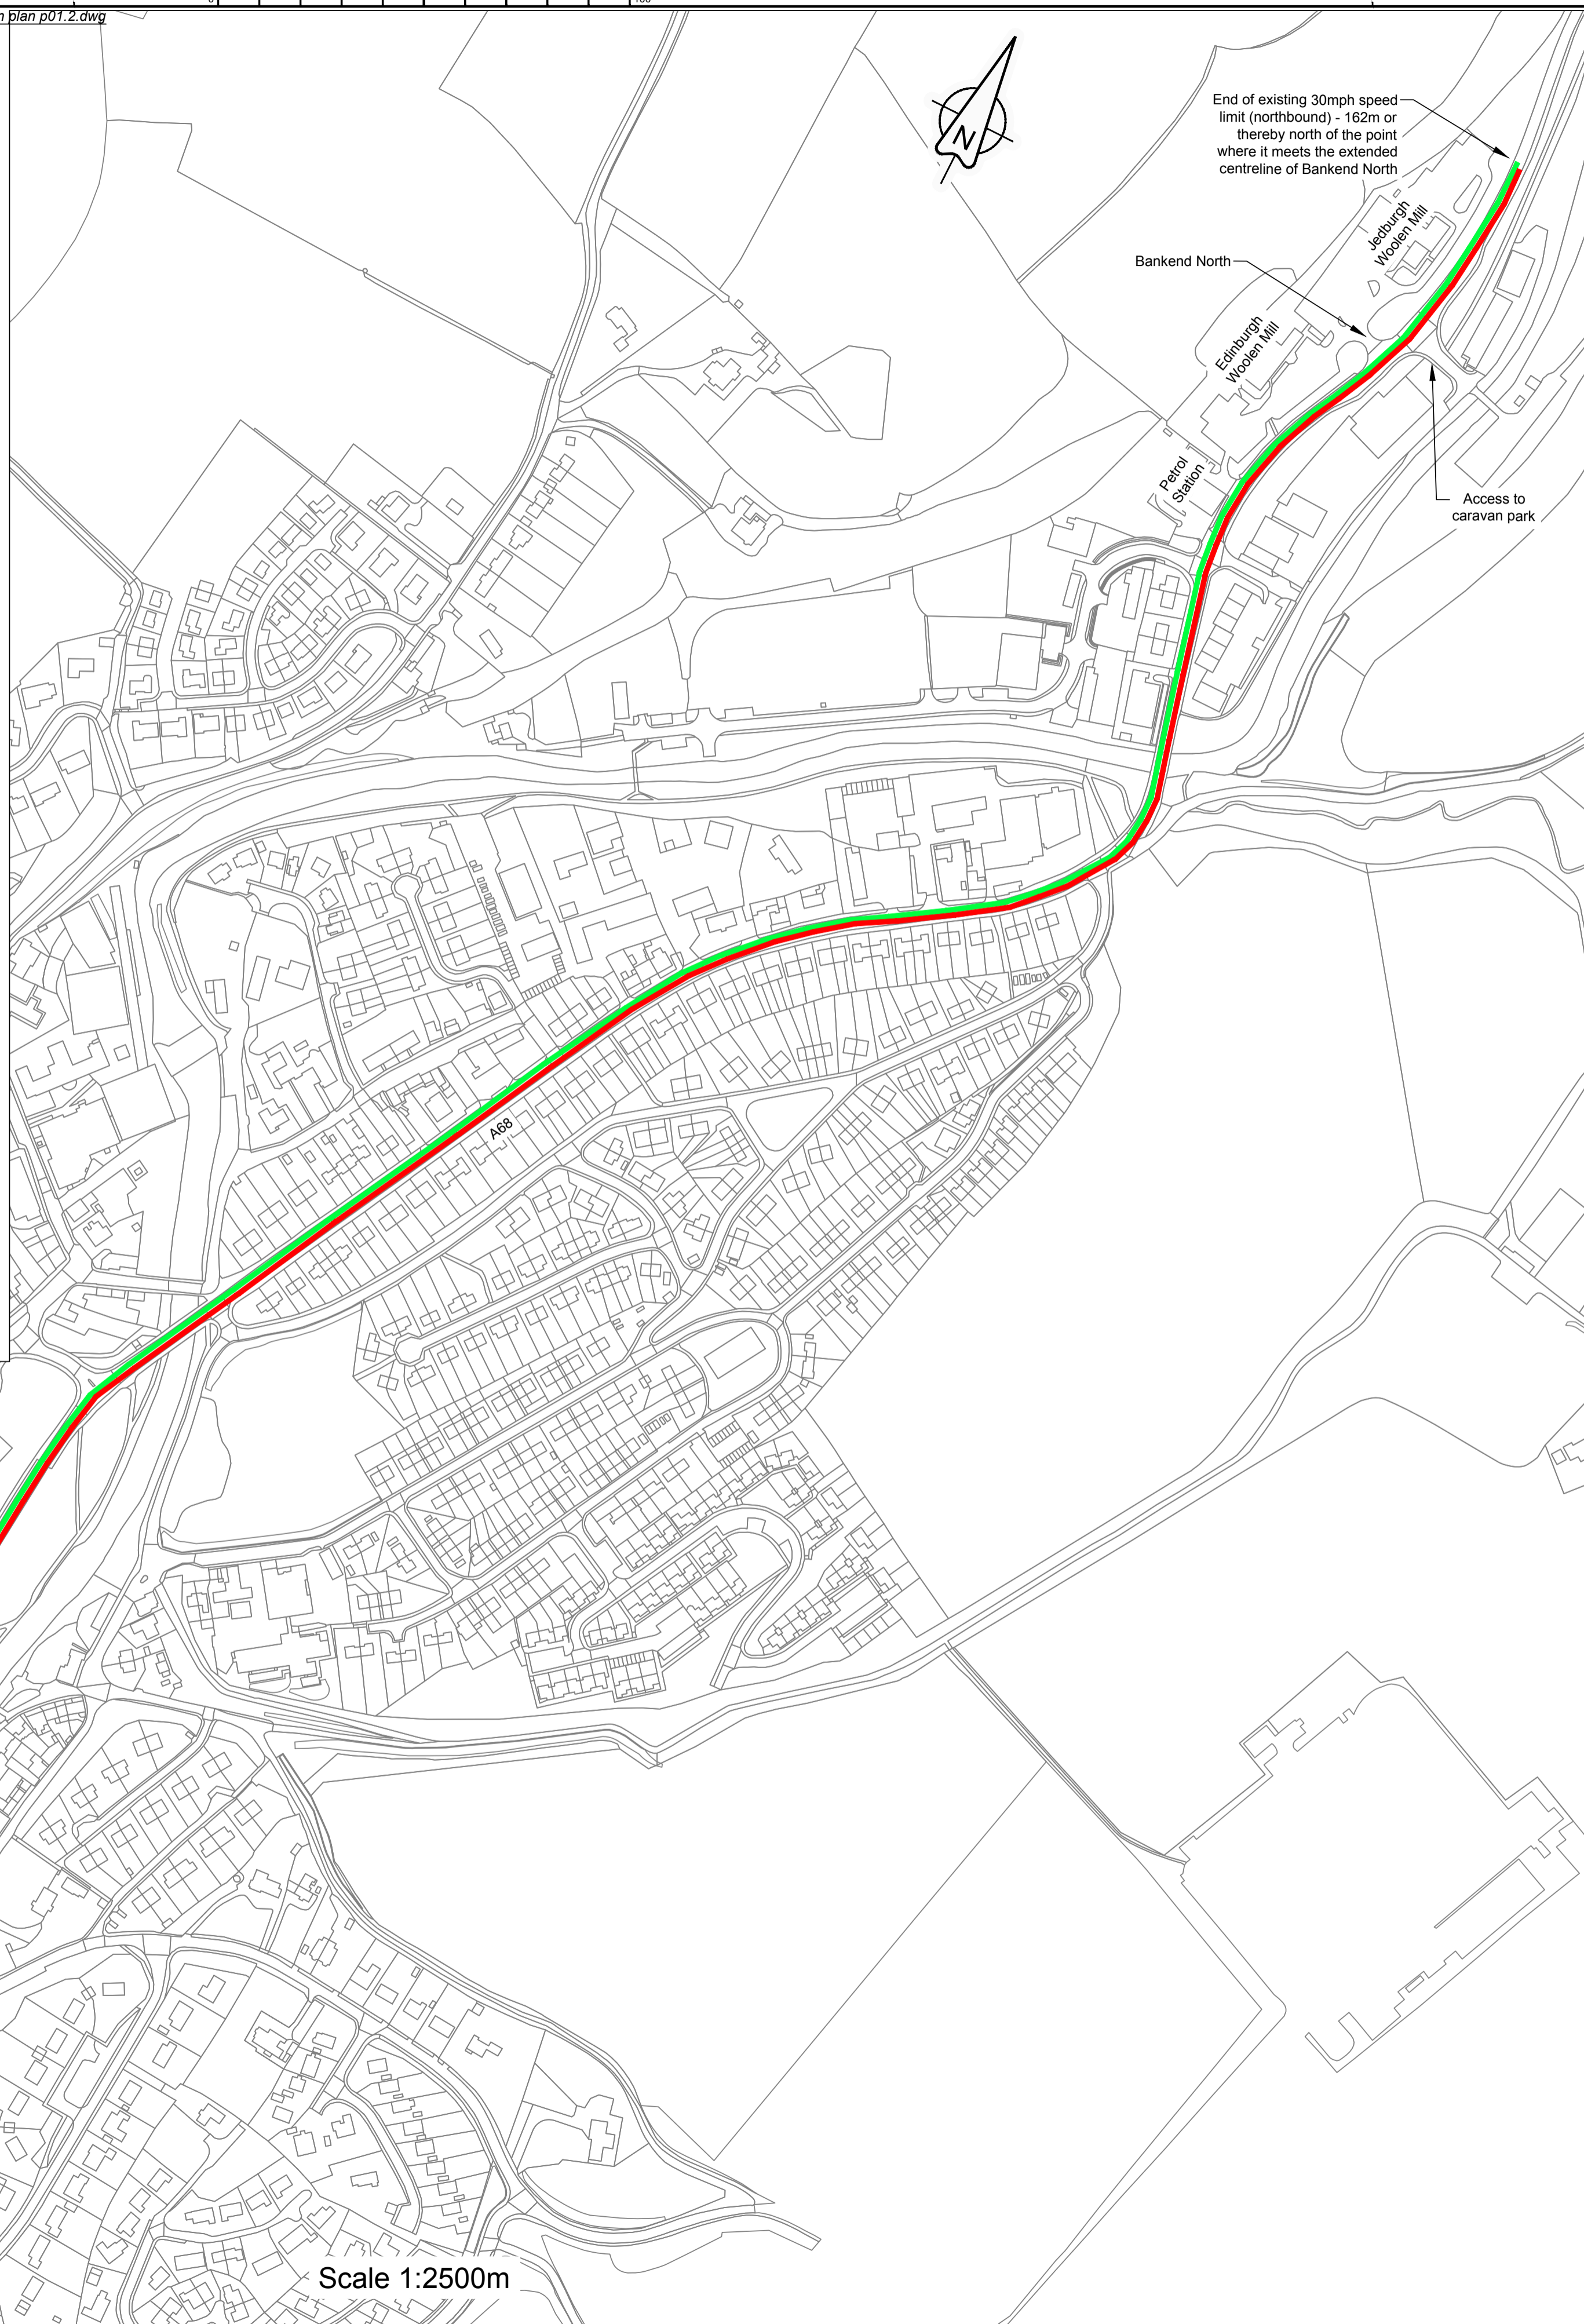 n plan p01.2.dwg
N
End of existing 30mph speed
limit (northbound) - 162m or
thereby north of the point
where it meets the extended
centreline of Bankend North
Jedburgh
Woolen Mill
Bankend North
Edinburgh
Woolen Mill
Petrol
Station
Access to
caravan park
A68
Scale 1:2500m